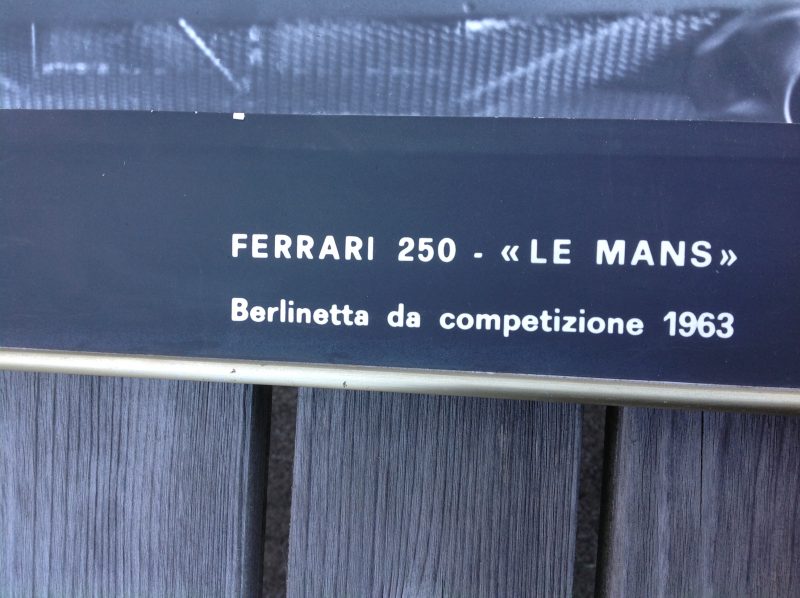 FERRARI 250 - «LE MANS»
Berlinetta da competizione 1963